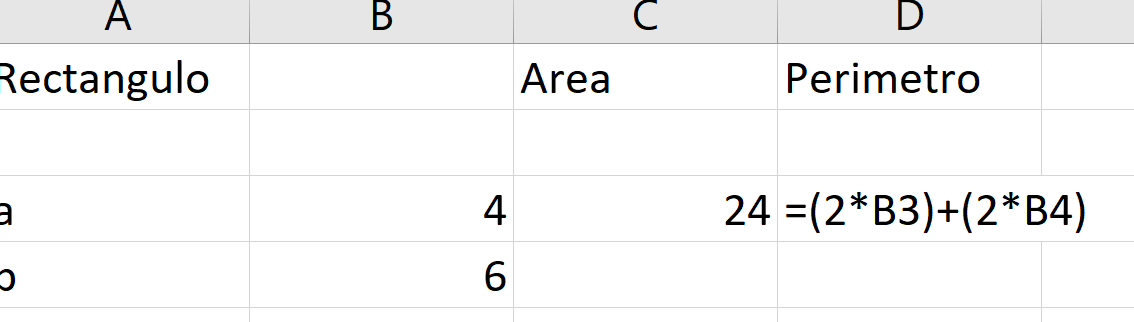 A B C D
Rectangulo Area Perimetro
a 4 24 =(2*B3)+(2*B4)
b 6